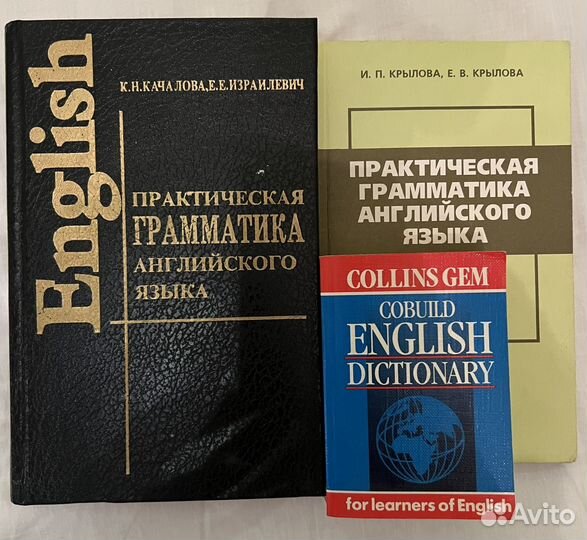 English
К.Н.КАЧАЛОВА,Е.Е.ИЗРАИЛЕВИЧ
ПРАКТИЧЕСКАЯ
ГРАММАТИКА
АНГЛИЙСКОГО
ЯЗЫКА
И. П. КРЫЛОВА, Е. В. КРЫЛОВА
ПРАКТИЧЕСКАЯ
ГРАММАТИКА
АНГЛИЙСКОГО
ЯЗЫКА
COLLINS GEM
COBUILD
ENGLISH
DICTIONARY
for learners of English
Avito